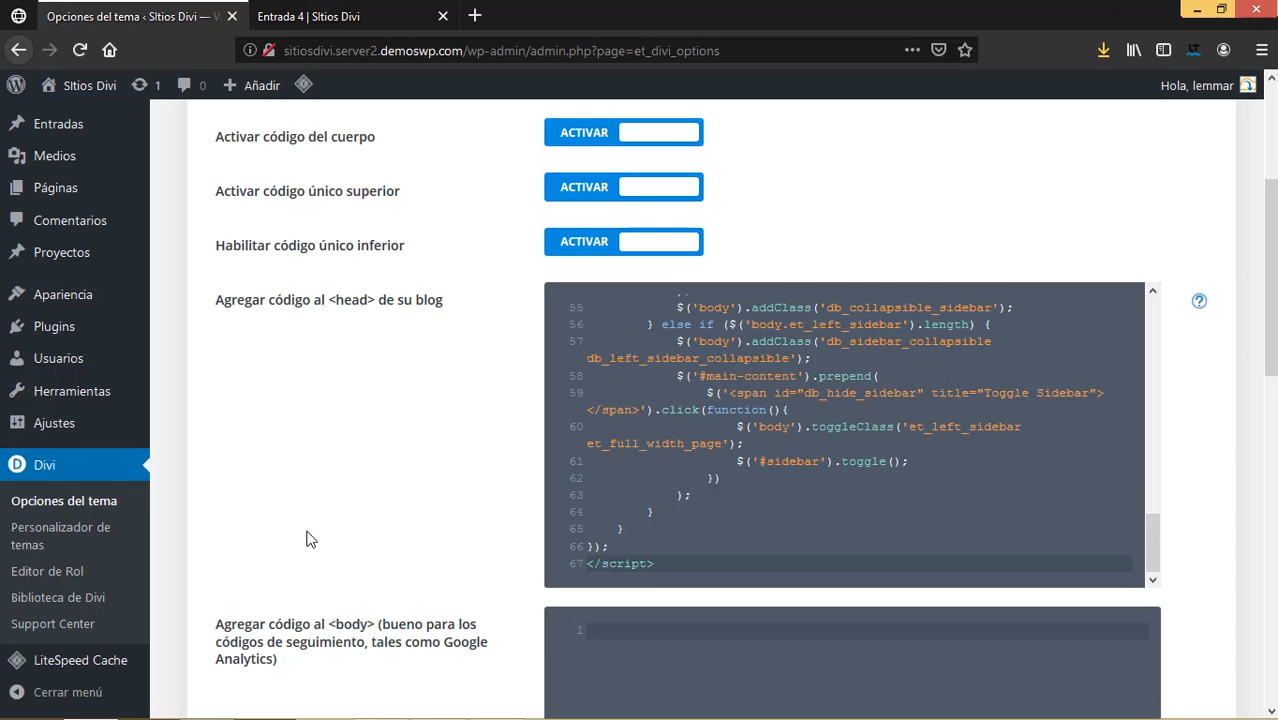 Opciones del tema ‹ SItios Divi — W
Entrada 4 | SItios Divi
sitiosdivi.server2.demoswp.com/wp-admin/admin.php?page=et_divi_options
SItios Divi
1
0
Añadir
Hola, lemmar
Entradas
Medios
Páginas
Comentarios
Proyectos
Apariencia
Plugins
Usuarios
Herramientas
Ajustes
Divi
Opciones del tema
Personalizador de
temas
Editor de Rol
Biblioteca de Divi
Support Center
LiteSpeed Cache
Cerrar menú
Activar código del cuerpo
ACTIVAR
Activar código único superior
ACTIVAR
Habilitar código único inferior
ACTIVAR
Agregar código al <head> de su blog
55 $('body').addClass('db_collapsible_sidebar');
56 } else if ($('body.et_left_sidebar').length) {
57 $('body').addClass('db_sidebar_collapsible
db_left_sidebar_collapsible');
58 $('#main-content').prepend(
59 $('<span id="db_hide_sidebar" title="Toggle Sidebar">
</span>').click(function(){
60 $('body').toggleClass('et_left_sidebar
et_full_width_page');
61 $('#sidebar').toggle();
62 })
63 );
64 }
65 }
66 });
67 </script>
Agregar código al <body> (bueno para los
códigos de seguimiento, tales como Google
Analytics)
1